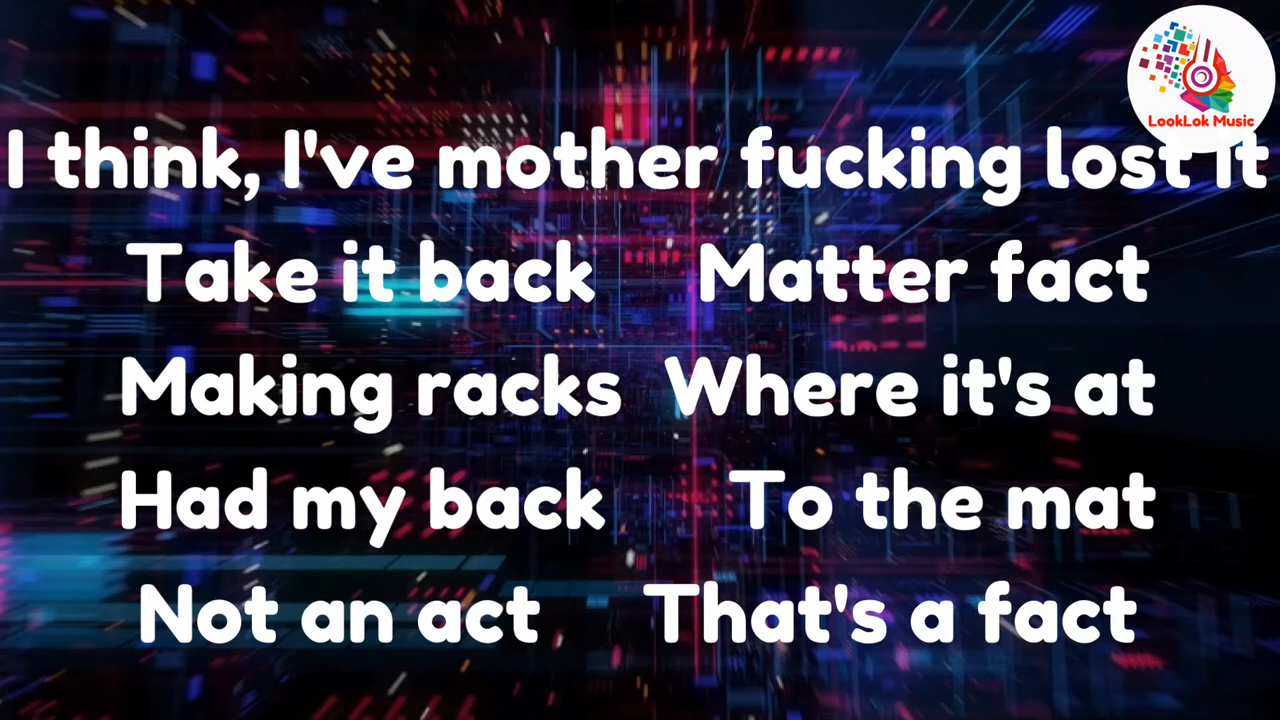 LookLok Music
I think, I've mother fucking lost it
Take it back Matter fact
Making racks Where it's at
Had my back To the mat
Not an act That's a fact